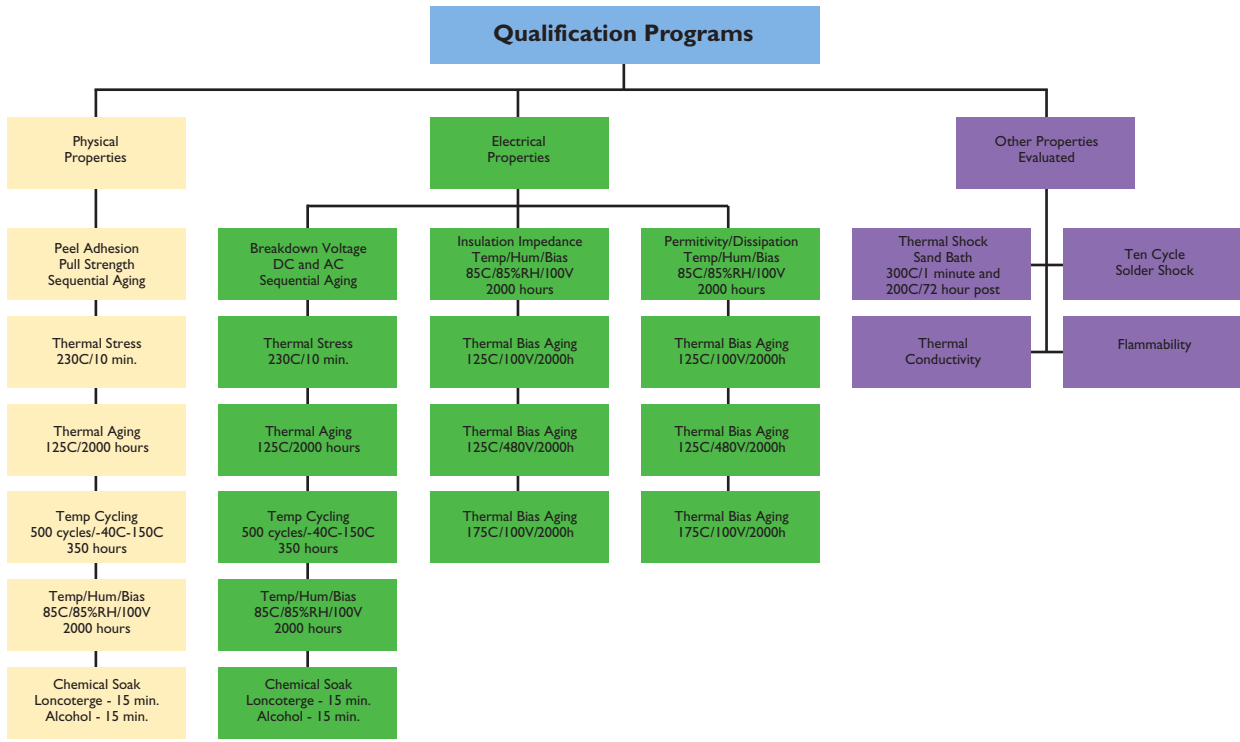 Qualification Programs
Physical
Properties
Electrical
Properties
Other Properties
Evaluated
Peel Adhesion
Pull Strength
Sequential Aging
Thermal Stress
230C/10 min.
Thermal Aging
125C/2000 hours
Temp Cycling
500 cycles/-40C-150C
350 hours
Temp/Hum/Bias
85C/85%RH/100V
2000 hours
Chemical Soak
Loncoterge - 15 min.
Alcohol - 15 min.
Breakdown Voltage
DC and AC
Sequential Aging
Thermal Stress
230C/10 min.
Thermal Aging
125C/2000 hours
Temp Cycling
500 cycles/-40C-150C
350 hours
Temp/Hum/Bias
85C/85%RH/100V
2000 hours
Chemical Soak
Loncoterge - 15 min.
Alcohol - 15 min.
Insulation Impedance
Temp/Hum/Bias
85C/85%RH/100V
2000 hours
Thermal Bias Aging
125C/100V/2000h
Thermal Bias Aging
125C/480V/2000h
Thermal Bias Aging
175C/100V/2000h
Permitivity/Dissipation
Temp/Hum/Bias
85C/85%RH/100V
2000 hours
Thermal Bias Aging
125C/100V/2000h
Thermal Bias Aging
125C/480V/2000h
Thermal Bias Aging
175C/100V/2000h
Thermal Shock
Sand Bath
300C/1 minute and
200C/72 hour post
Ten Cycle
Solder Shock
Thermal
Conductivity
Flammability